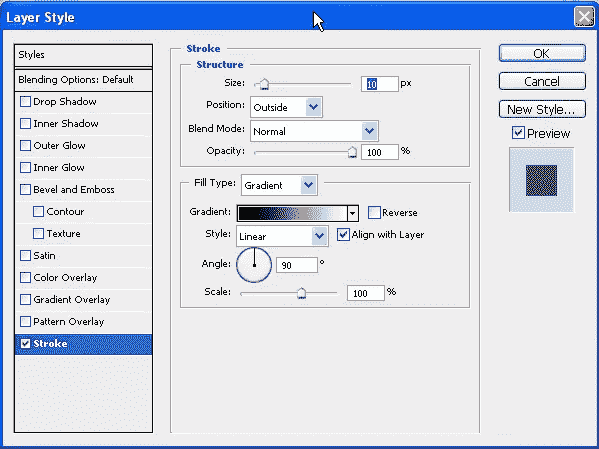 Layer Style
Styles
Blending Options: Default
Drop Shadow
Inner Shadow
Outer Glow
Inner Glow
Bevel and Emboss
Contour
Texture
Satin
Color Overlay
Gradient Overlay
Pattern Overlay
Stroke
Stroke
Structure
Size: 10 px
Position: Outside
Blend Mode: Normal
Opacity: 100 %
Fill Type: Gradient
Gradient: Reverse
Style: Linear Align with Layer
Angle: 90 °
Scale: 100 %
OK
Cancel
New Style...
Preview